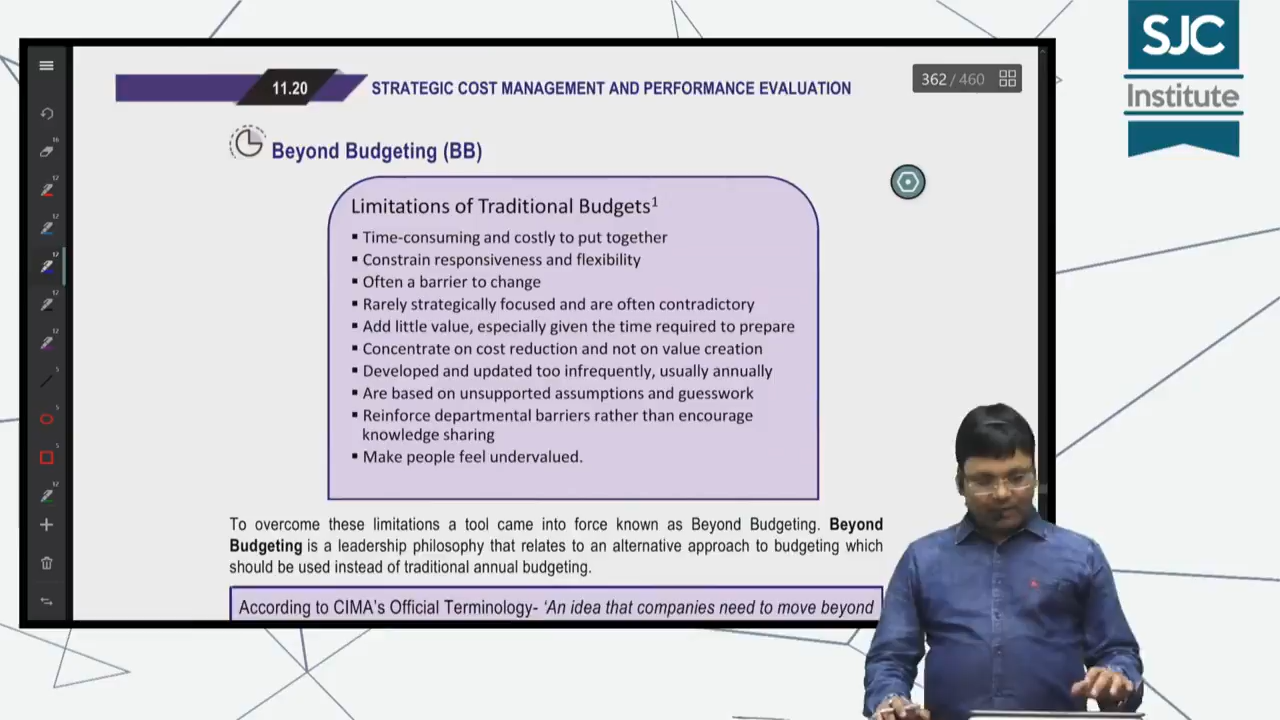 SJC
Institute
11.20
STRATEGIC COST MANAGEMENT AND PERFORMANCE EVALUATION
362 / 460
Beyond Budgeting (BB)
Limitations of Traditional Budgets1
▪ Time-consuming and costly to put together
▪ Constrain responsiveness and flexibility
▪ Often a barrier to change
▪ Rarely strategically focused and are often contradictory
▪ Add little value, especially given the time required to prepare
▪ Concentrate on cost reduction and not on value creation
▪ Developed and updated too infrequently, usually annually
▪ Are based on unsupported assumptions and guesswork
▪ Reinforce departmental barriers rather than encourage
knowledge sharing
▪ Make people feel undervalued.
To overcome these limitations a tool came into force known as Beyond Budgeting. Beyond
Budgeting is a leadership philosophy that relates to an alternative approach to budgeting which
should be used instead of traditional annual budgeting.
According to CIMA's Official Terminology- ‘An idea that companies need to move beyond